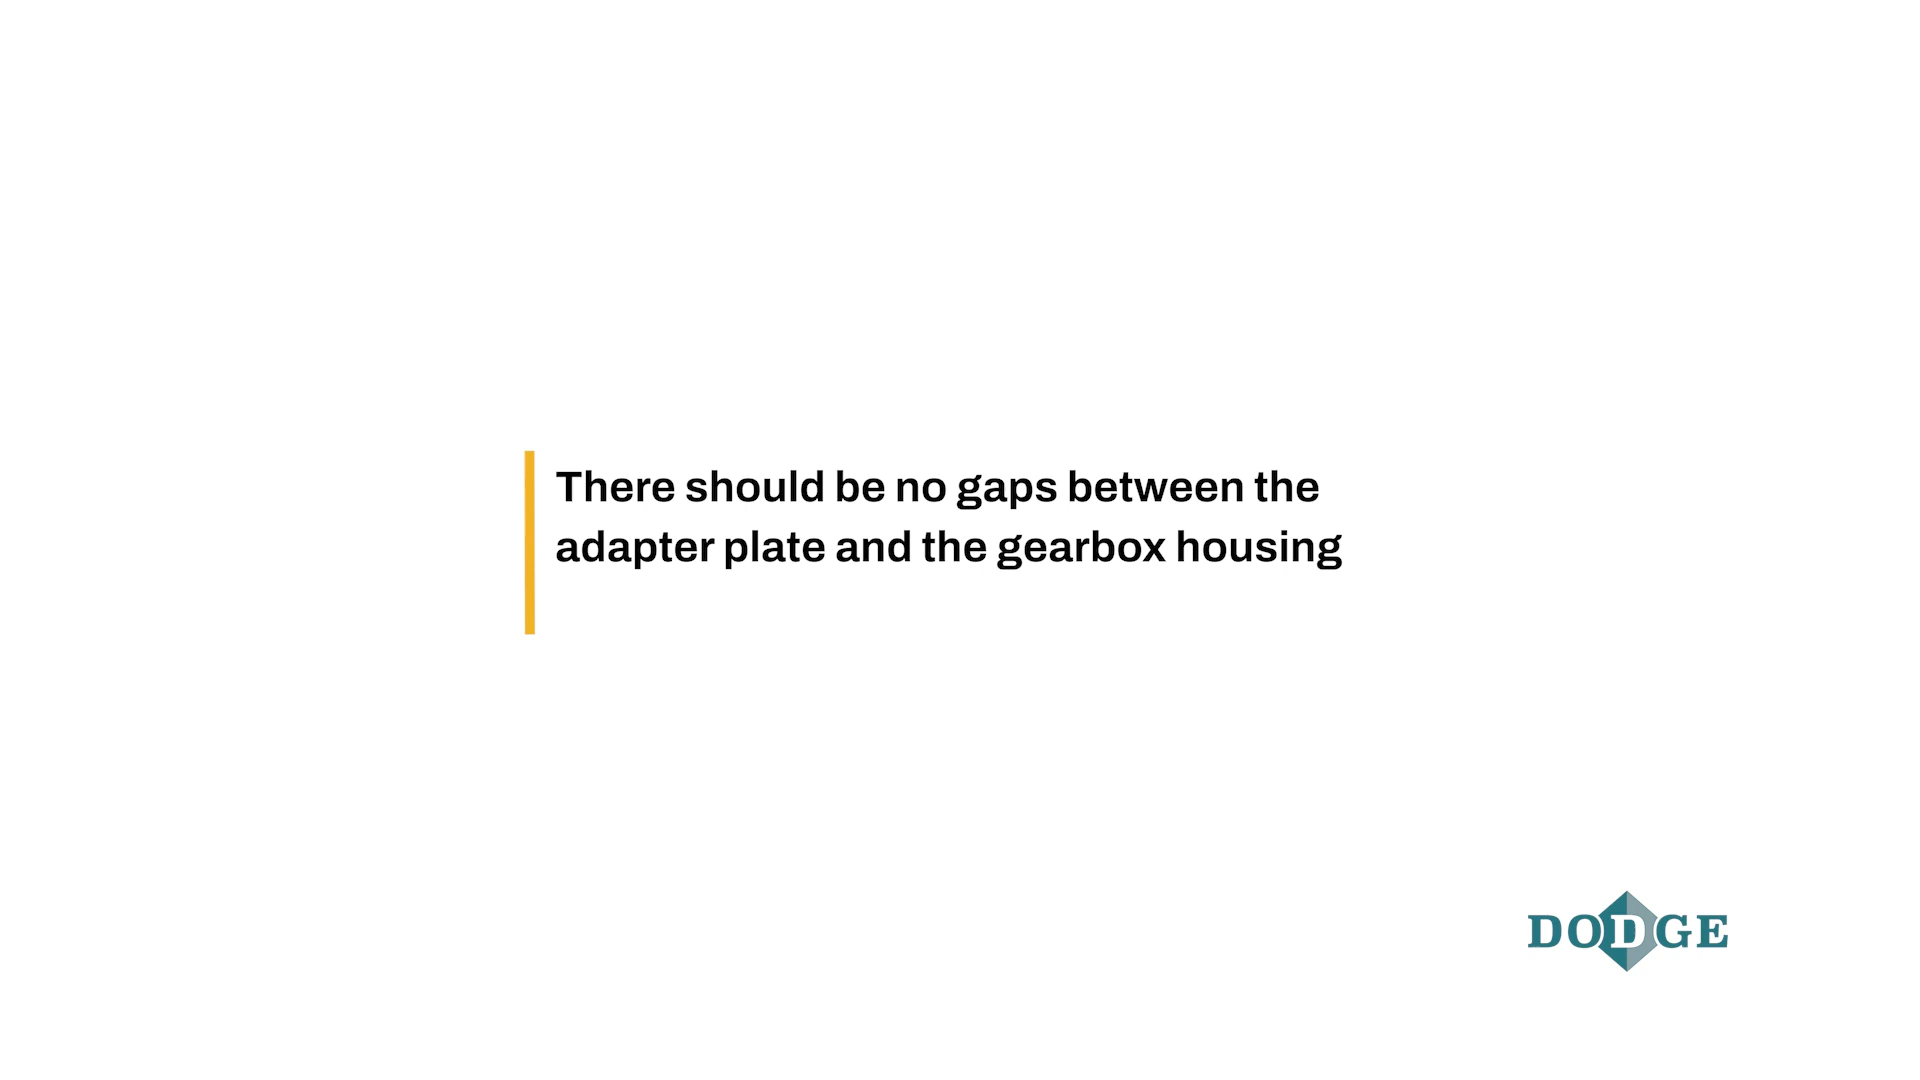 There should be no gaps between the
adapter plate and the gearbox housing
DODGE